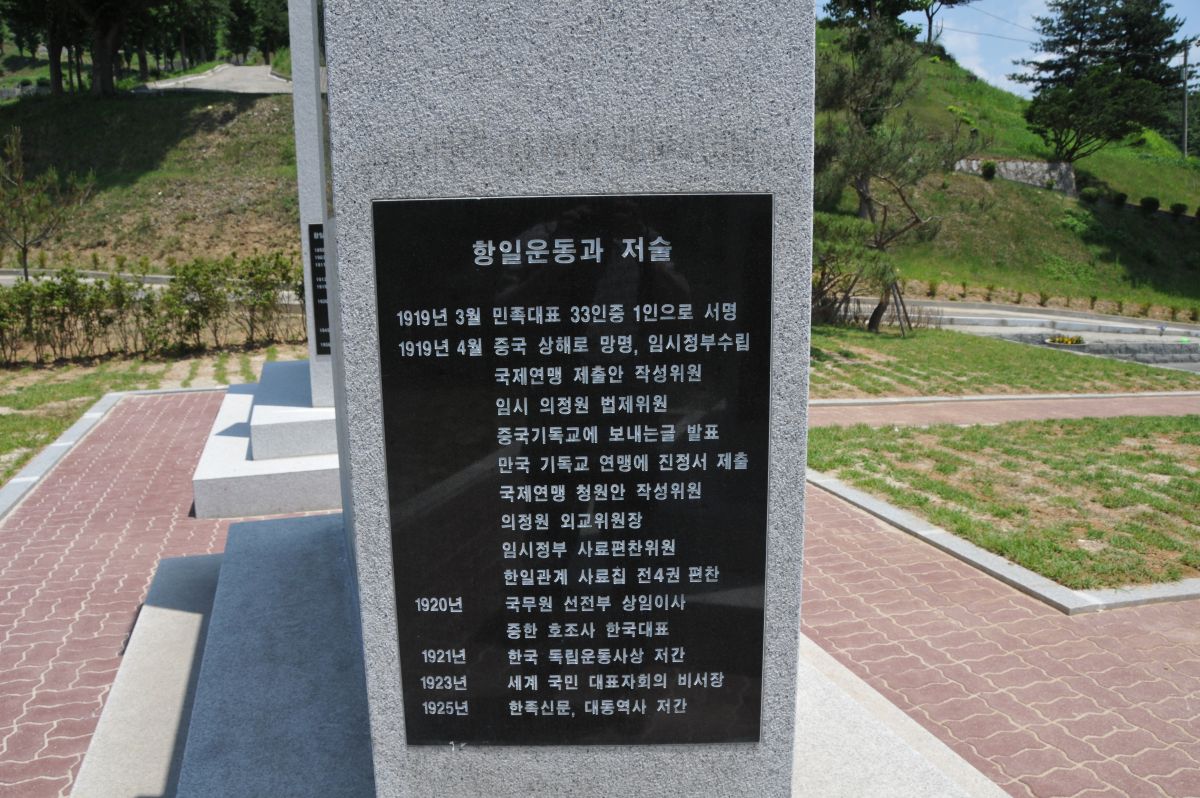 항일운동과 저술
1919년 3월 민족대표 33인중 1인으로 서명
1919년 4월 중국 상해로 망명, 임시정부수립
국제연맹 제출안 작성위원
임시 의정원 법제위원
중국기독교에 보내는글 발표
만국 기독교 연맹에 진정서 제출
국제연맹 청원안 작성위원
의정원 외교위원장
임시정부 사료편찬위원
한일관계 사료집 전4권 편찬
1920년 국무원 선전부 상임이사
중한 호조사 한국대표
1921년 한국 독립운동사상 저간
1923년 세계 국민 대표자회의 비서장
1925년 한족신문, 대동역사 저간